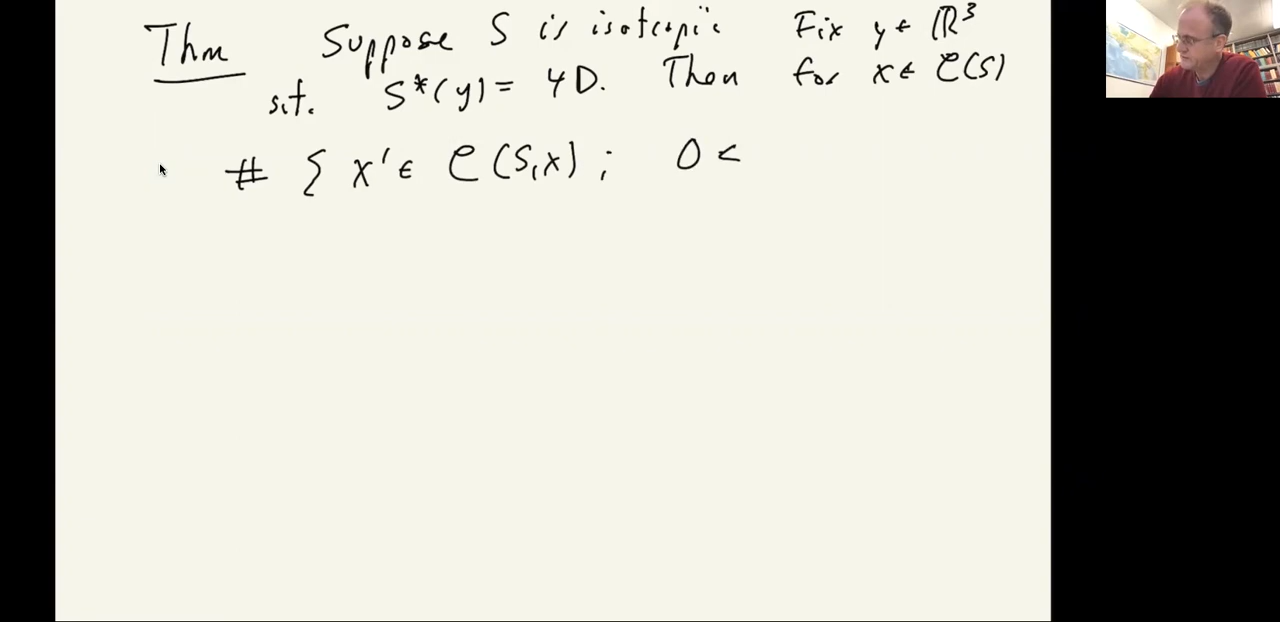 Thm Suppose S is isotropic Fix y ∈ ℝ³
s.t. S*(y) = 4D. Then for x ∈ C(S)
# { x' ∈ C(S,x) ; 0 <